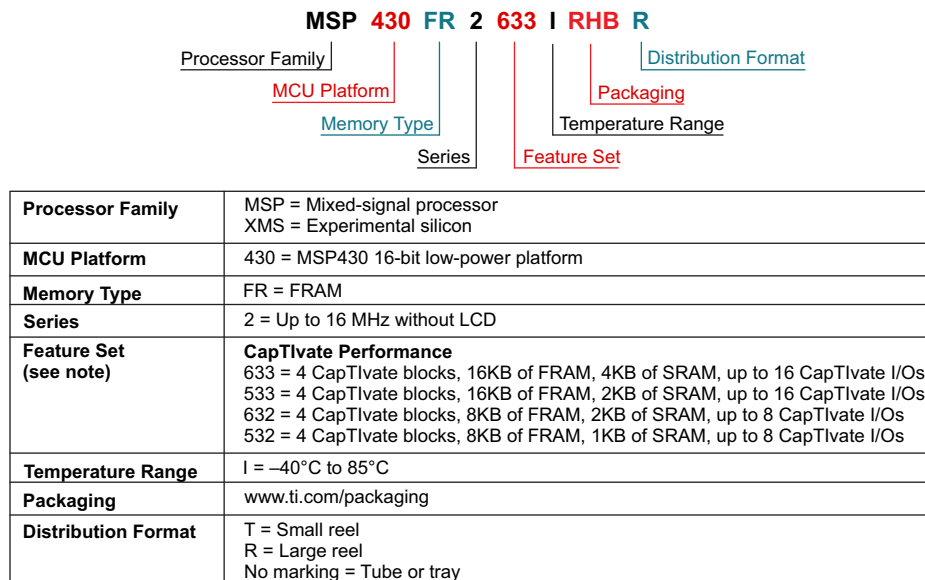 MSP 430 FR 2 633 I RHB R
Processor Family
Distribution Format
MCU Platform
Packaging
Memory Type
Temperature Range
Series
Feature Set
Processor Family
MSP = Mixed-signal processor
XMS = Experimental silicon
MCU Platform
430 = MSP430 16-bit low-power platform
Memory Type
FR = FRAM
Series
2 = Up to 16 MHz without LCD
Feature Set
(see note)
CapTIvate Performance
633 = 4 CapTIvate blocks, 16KB of FRAM, 4KB of SRAM, up to 16 CapTIvate I/Os
533 = 4 CapTIvate blocks, 16KB of FRAM, 2KB of SRAM, up to 16 CapTIvate I/Os
632 = 4 CapTIvate blocks, 8KB of FRAM, 2KB of SRAM, up to 8 CapTIvate I/Os
532 = 4 CapTIvate blocks, 8KB of FRAM, 1KB of SRAM, up to 8 CapTIvate I/Os
Temperature Range
I = –40°C to 85°C
Packaging
www.ti.com/packaging
Distribution Format
T = Small reel
R = Large reel
No marking = Tube or tray